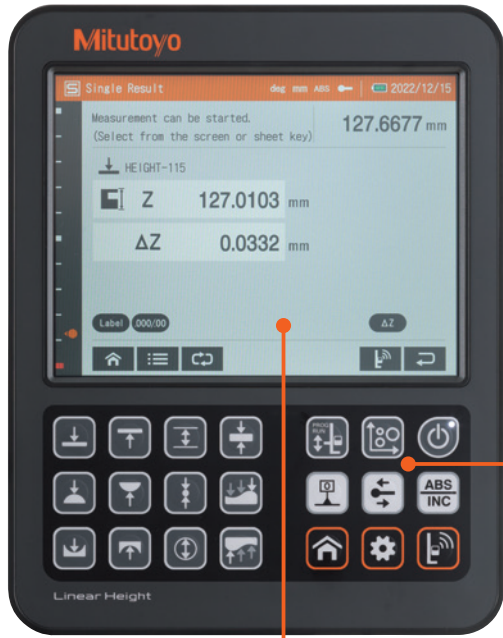 Mitutoyo
S Single Result deg mm ABS 2022/12/15
Measurement can be started.
(Select from the screen or sheet key)
127.6677 mm
HEIGHT-115
Z 127.0103 mm
ΔZ 0.0332 mm
Label .000/00 ΔZ
PROG
RUN
ABS
INC
Linear Height